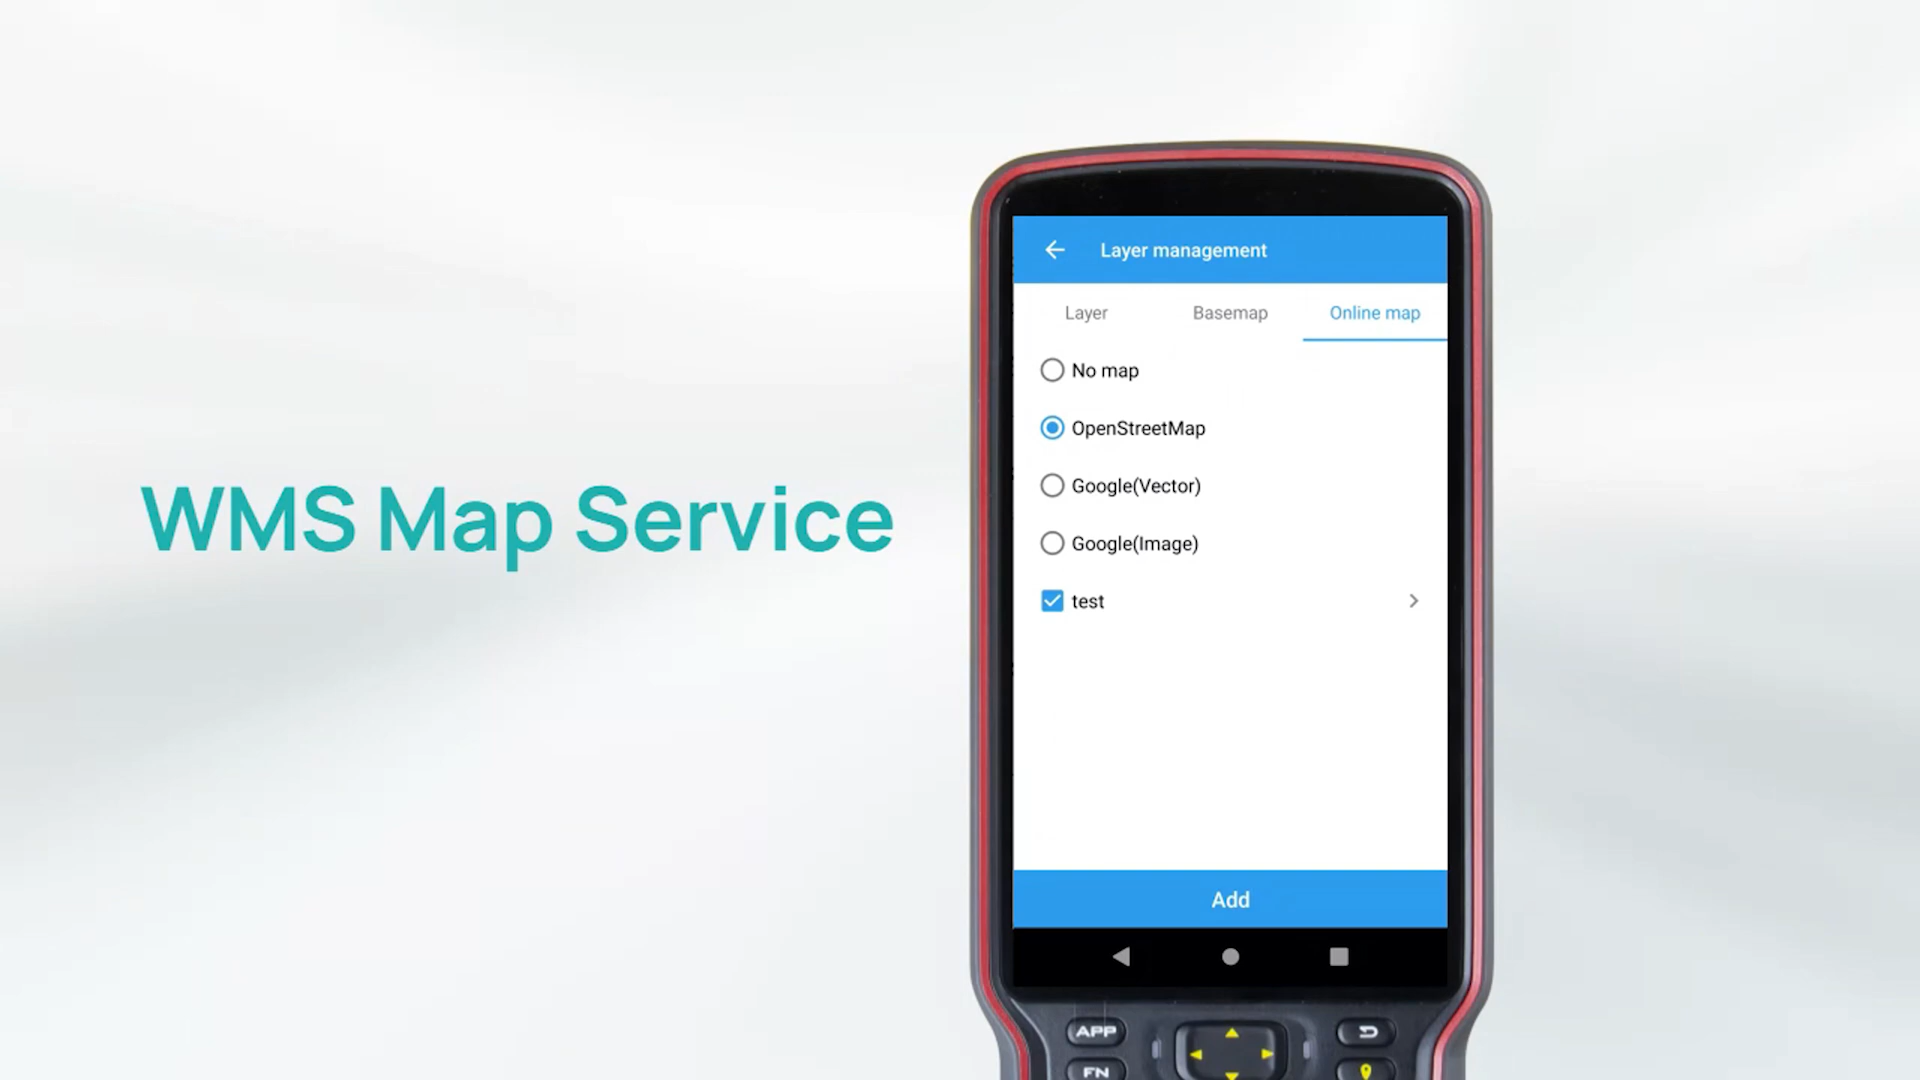 WMS Map Service
Layer management
Layer Basemap Online map
No map
OpenStreetMap
Google(Vector)
Google(Image)
test
Add
APP
FN